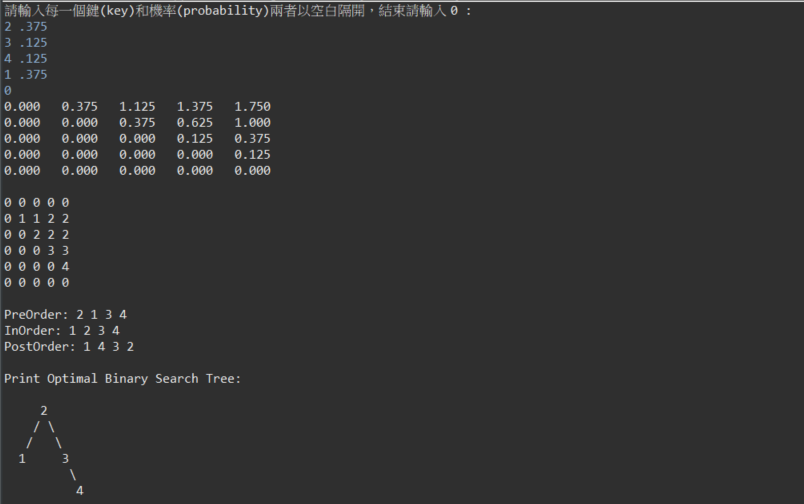 請輸入每一個鍵(key)和機率(probability)兩者以空白隔開，結束請輸入 0 :
2 .375
3 .125
4 .125
1 .375
0
0.000 0.375 1.125 1.375 1.750
0.000 0.000 0.375 0.625 1.000
0.000 0.000 0.000 0.125 0.375
0.000 0.000 0.000 0.000 0.125
0.000 0.000 0.000 0.000 0.000
0 0 0 0 0
0 1 1 2 2
0 0 2 2 2
0 0 0 3 3
0 0 0 0 4
0 0 0 0 0
PreOrder: 2 1 3 4
InOrder: 1 2 3 4
PostOrder: 1 4 3 2
Print Optimal Binary Search Tree:
2
/ \
/ \
1 3
\
4